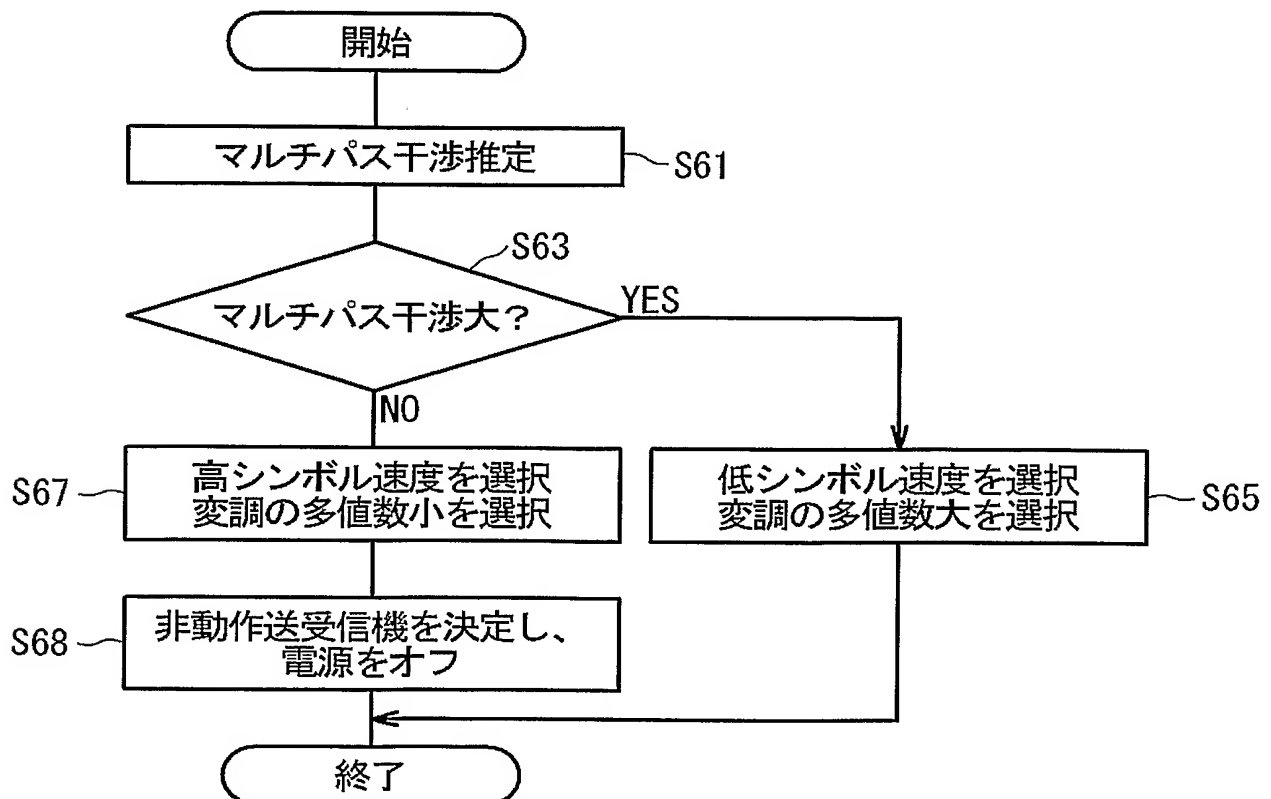 開始
マルチパス干渉推定
S61
S63
マルチパス干渉大?
YES
NO
S67
高シンボル速度を選択
変調の多値数小を選択
低シンボル速度を選択
変調の多値数大を選択
S65
S68
非動作送受信機を決定し、
電源をオフ
終了